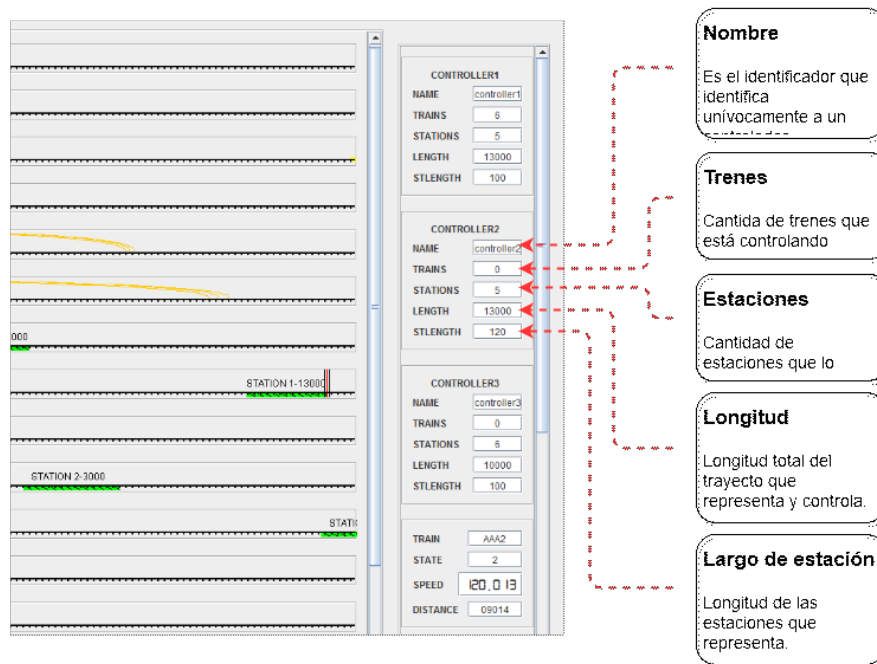 000
STATION 1-13000
STATION 2-3000
STATI
CONTROLLER1
NAME controller1
TRAINS 6
STATIONS 5
LENGTH 13000
STLENGTH 100
CONTROLLER2
NAME controller2
TRAINS 0
STATIONS 5
LENGTH 13000
STLENGTH 120
CONTROLLER3
NAME controller3
TRAINS 0
STATIONS 6
LENGTH 10000
STLENGTH 100
TRAIN AAA2
STATE 2
SPEED 120.013
DISTANCE 09014
Nombre
Es el identificador que
identifica
unívocamente a un
Trenes
Cantida de trenes que
está controlando
Estaciones
Cantidad de
estaciones que lo
Longitud
Longitud total del
trayecto que
representa y controla.
Largo de estación
Longitud de las
estaciones que
representa.